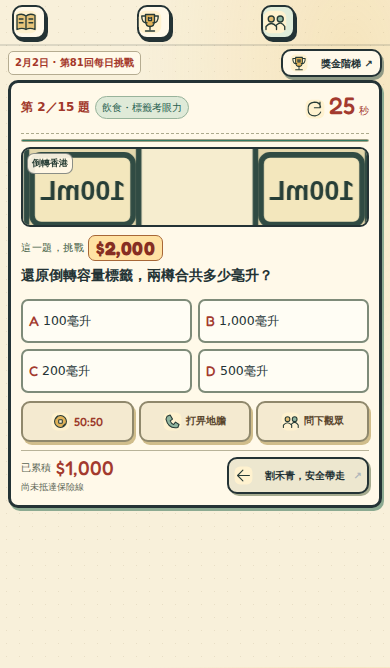 2月2日・第81回每日挑戰
獎金階梯 ↗
第 2／15 題
飲食・標籤考眼力
25 秒
倒轉香港
100mL
100mL
這一題，挑戰 $2,000
還原倒轉容量標籤，兩樽合共多少毫升？
A 100毫升
B 1,000毫升
C 200毫升
D 500毫升
50:50
打畀地膽
問下觀眾
已累積 $1,000
尚未抵達保險線
割禾青，安全帶走 ↗